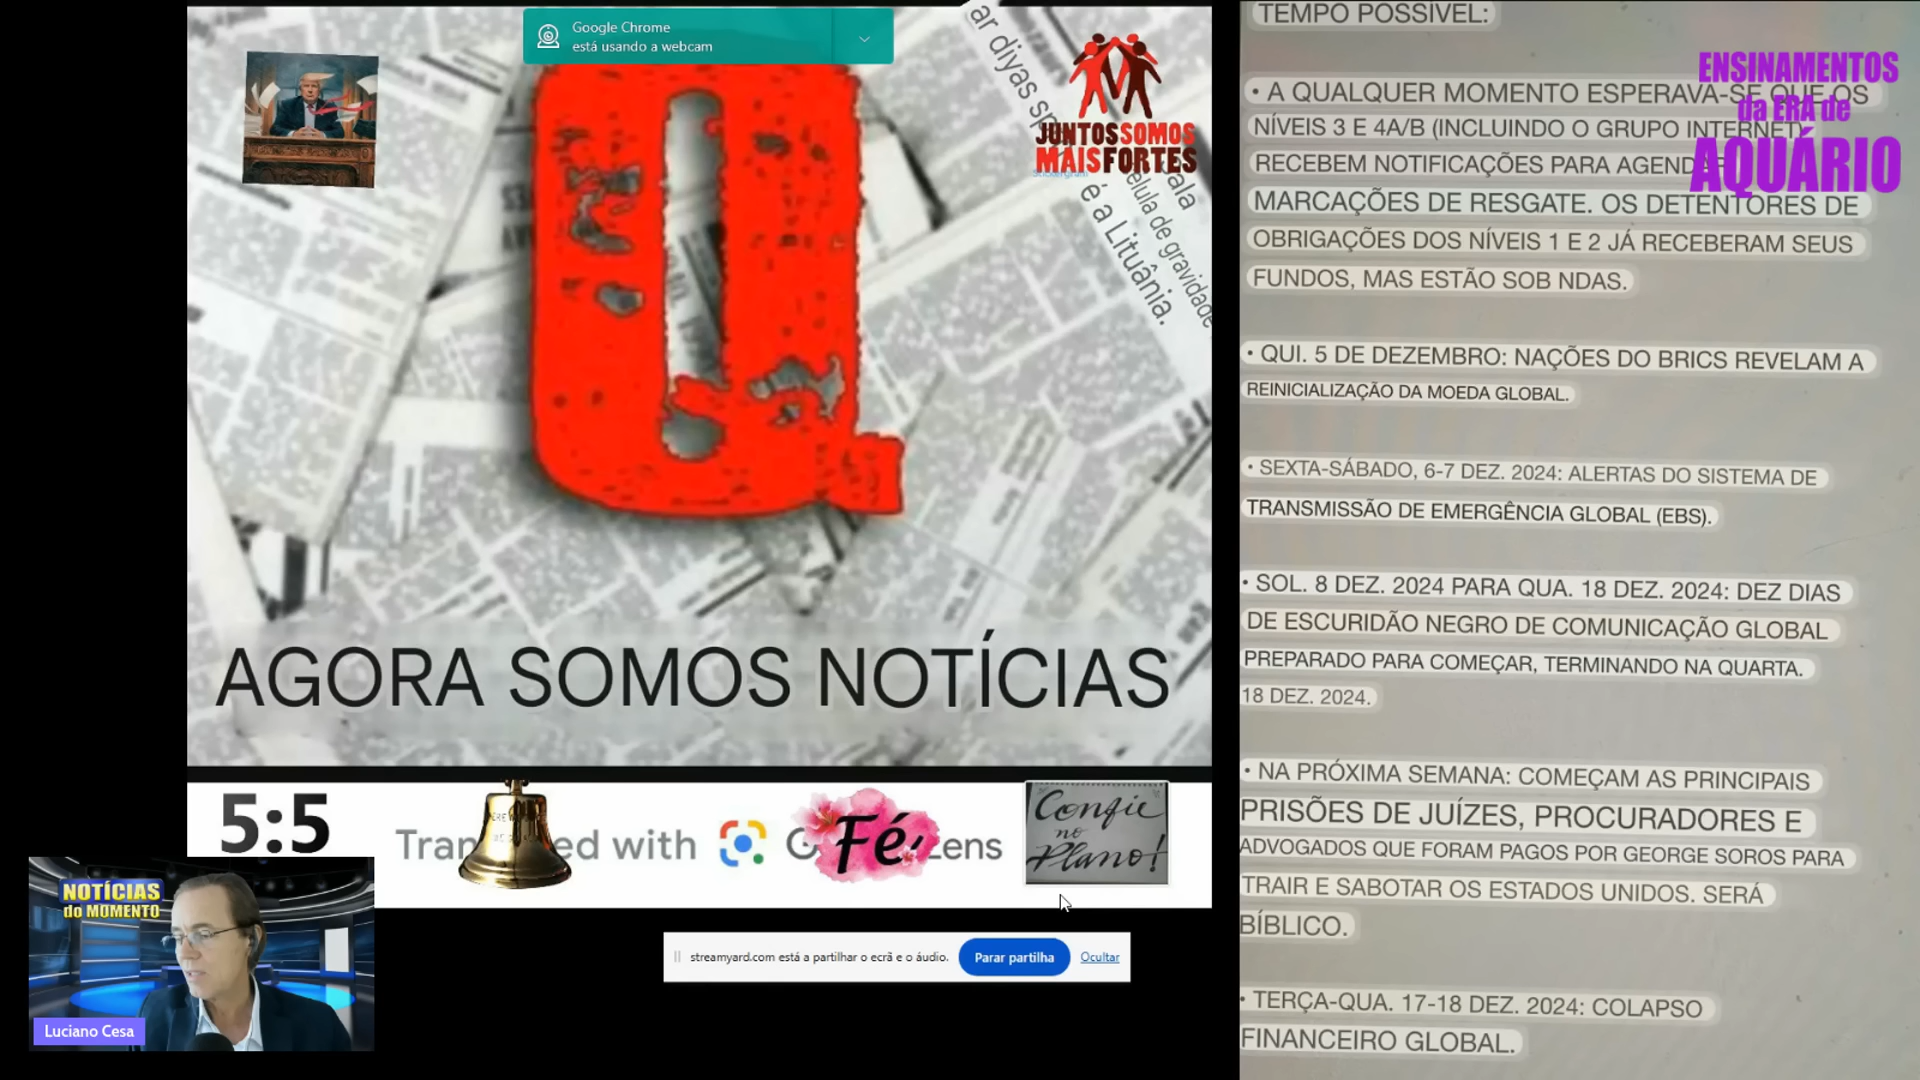 Google Chrome
está usando a webcam
ar diyas sp
JUNTOS SOMOS
MAIS FORTES
sala
élula de gravidade
é a Lituânia.
AGORA SOMOS NOTÍCIAS
5:5
Tran ed with G Lens
Fé
Confie
no
Plano!
NOTÍCIAS
do MOMENTO
Luciano Cesa
streamyard.com está a partilhar o ecrã e o áudio.
Parar partilha
Ocultar
ENSINAMENTOS
da ERA de
AQUÁRIO
TEMPO POSSÍVEL:
• A QUALQUER MOMENTO ESPERAVA-SE QUE OS
NÍVEIS 3 E 4A/B (INCLUINDO O GRUPO INTERNET)
RECEBEM NOTIFICAÇÕES PARA AGENDA
MARCAÇÕES DE RESGATE. OS DETENTORES DE
OBRIGAÇÕES DOS NÍVEIS 1 E 2 JÁ RECEBERAM SEUS
FUNDOS, MAS ESTÃO SOB NDAS.
• QUI. 5 DE DEZEMBRO: NAÇÕES DO BRICS REVELAM A
REINICIALIZAÇÃO DA MOEDA GLOBAL.
• SEXTA-SÁBADO, 6-7 DEZ. 2024: ALERTAS DO SISTEMA DE
TRANSMISSÃO DE EMERGÊNCIA GLOBAL (EBS).
• SOL. 8 DEZ. 2024 PARA QUA. 18 DEZ. 2024: DEZ DIAS
DE ESCURIDÃO NEGRO DE COMUNICAÇÃO GLOBAL
PREPARADO PARA COMEÇAR, TERMINANDO NA QUARTA.
18 DEZ. 2024.
• NA PRÓXIMA SEMANA: COMEÇAM AS PRINCIPAIS
PRISÕES DE JUÍZES, PROCURADORES E
ADVOGADOS QUE FORAM PAGOS POR GEORGE SOROS PARA
TRAIR E SABOTAR OS ESTADOS UNIDOS. SERÁ
BÍBLICO.
• TERÇA-QUA. 17-18 DEZ. 2024: COLAPSO
FINANCEIRO GLOBAL.